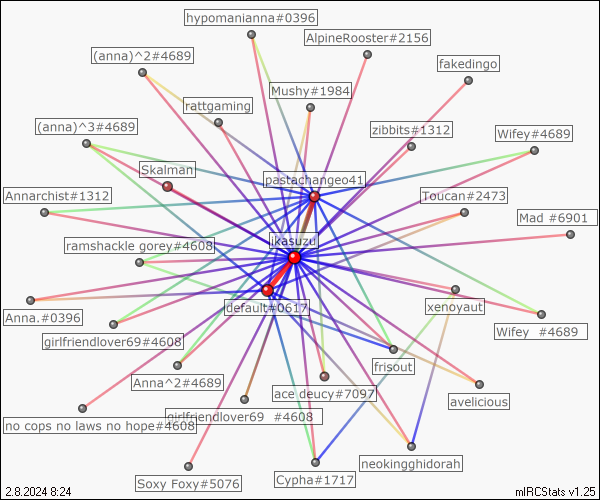 hypomanianna#0396
AlpineRooster#2156
(anna)^2#4689
fakedingo
Mushy#1984
rattgaming
(anna)^3#4689
zibbits#1312
Wifey#4689
Skalman
pastachangeo41
Annarchist#1312
Toucan#2473
Mad #6901
ikasuzu
ramshackle gorey#4608
default#0617
xenoyaut
Anna.#0396
Wifey #4689
girlfriendlover69#4608
frisout
Anna^2#4689
ace deucy#7097
avelicious
girlfriendlover69 #4608
no cops no laws no hope#4608
neokingghidorah
Soxy Foxy#5076
Cypha#1717
2.8.2024 8:24
mIRCStats v1.25